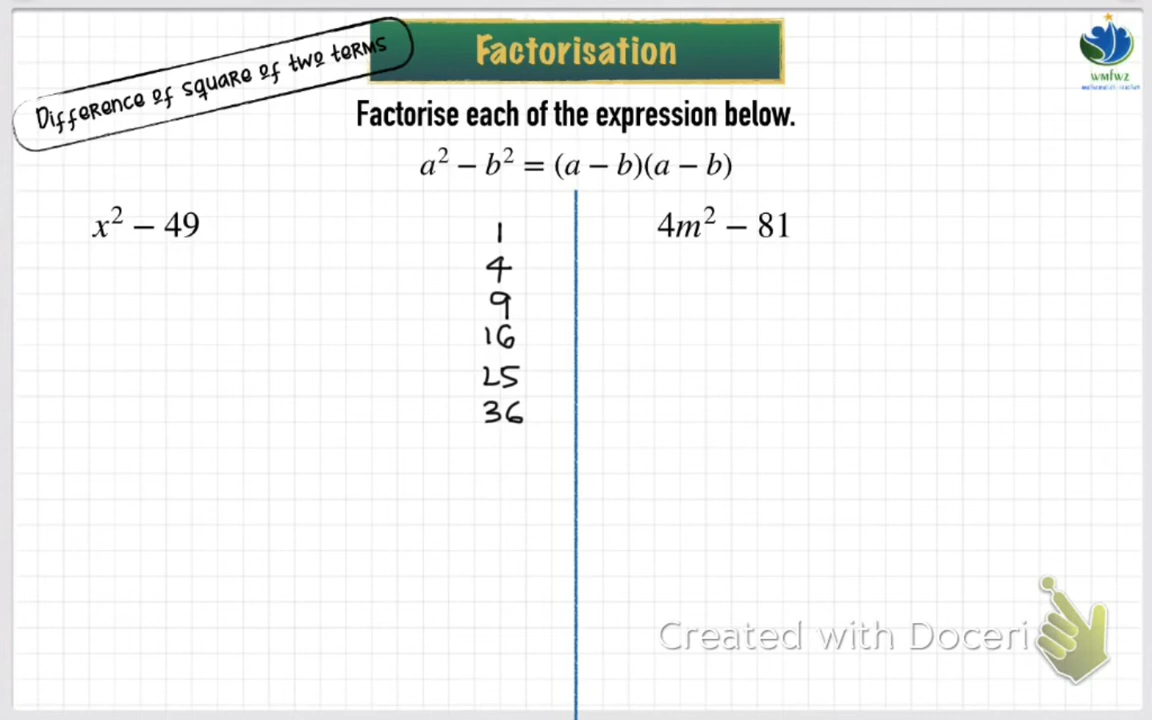 Difference of square of two terms
Factorisation
WMFWZ
Factorise each of the expression below.
a² − b² = (a − b)(a − b)
x² − 49
4m² − 81
1
4
9
16
25
36
Created with Doceri